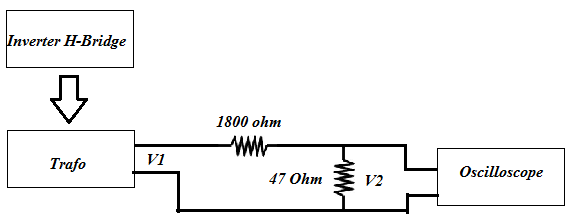 Inverter H-Bridge
1800 ohm
Trafo
V1
47 Ohm
V2
Oscilloscope